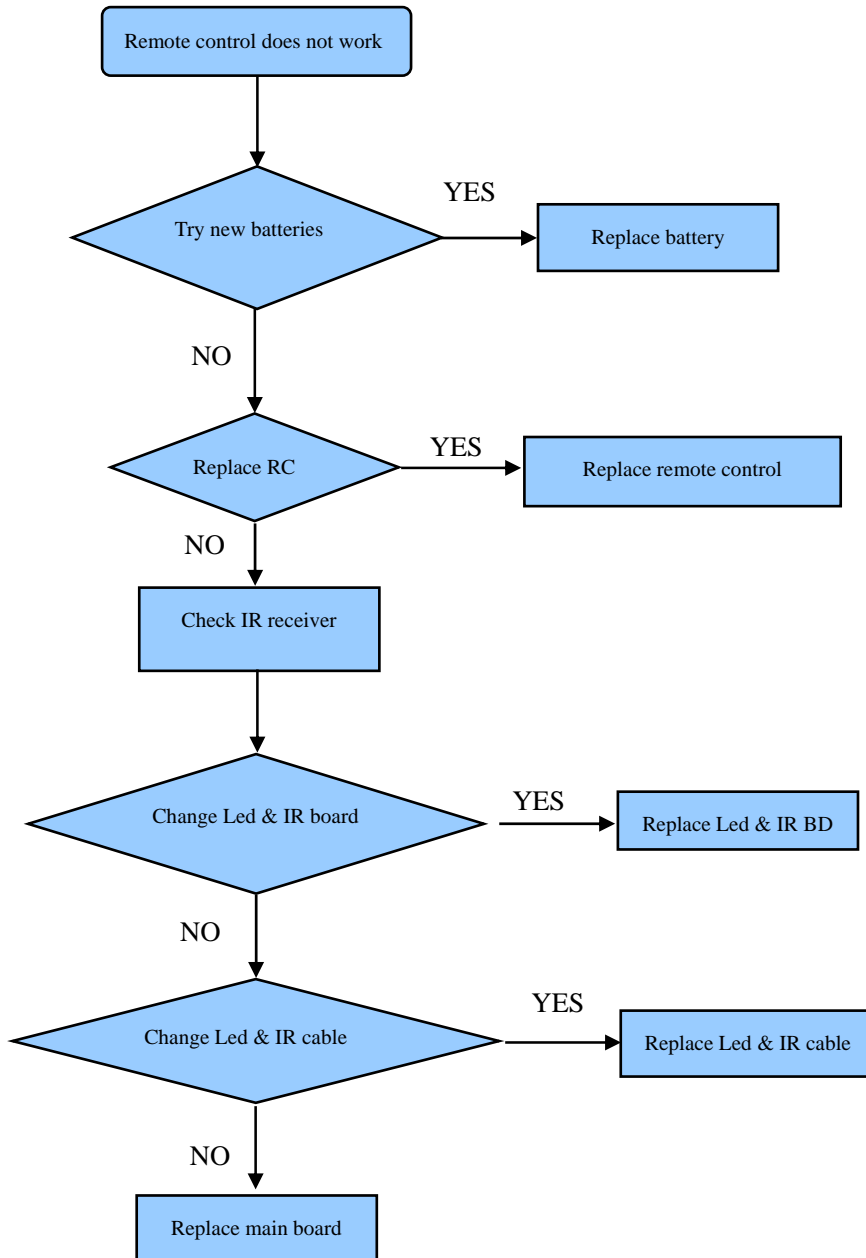 Remote control does not work
Try new batteries
YES
Replace battery
NO
Replace RC
YES
Replace remote control
NO
Check IR receiver
Change Led & IR board
YES
Replace Led & IR BD
NO
Change Led & IR cable
YES
Replace Led & IR cable
NO
Replace main board